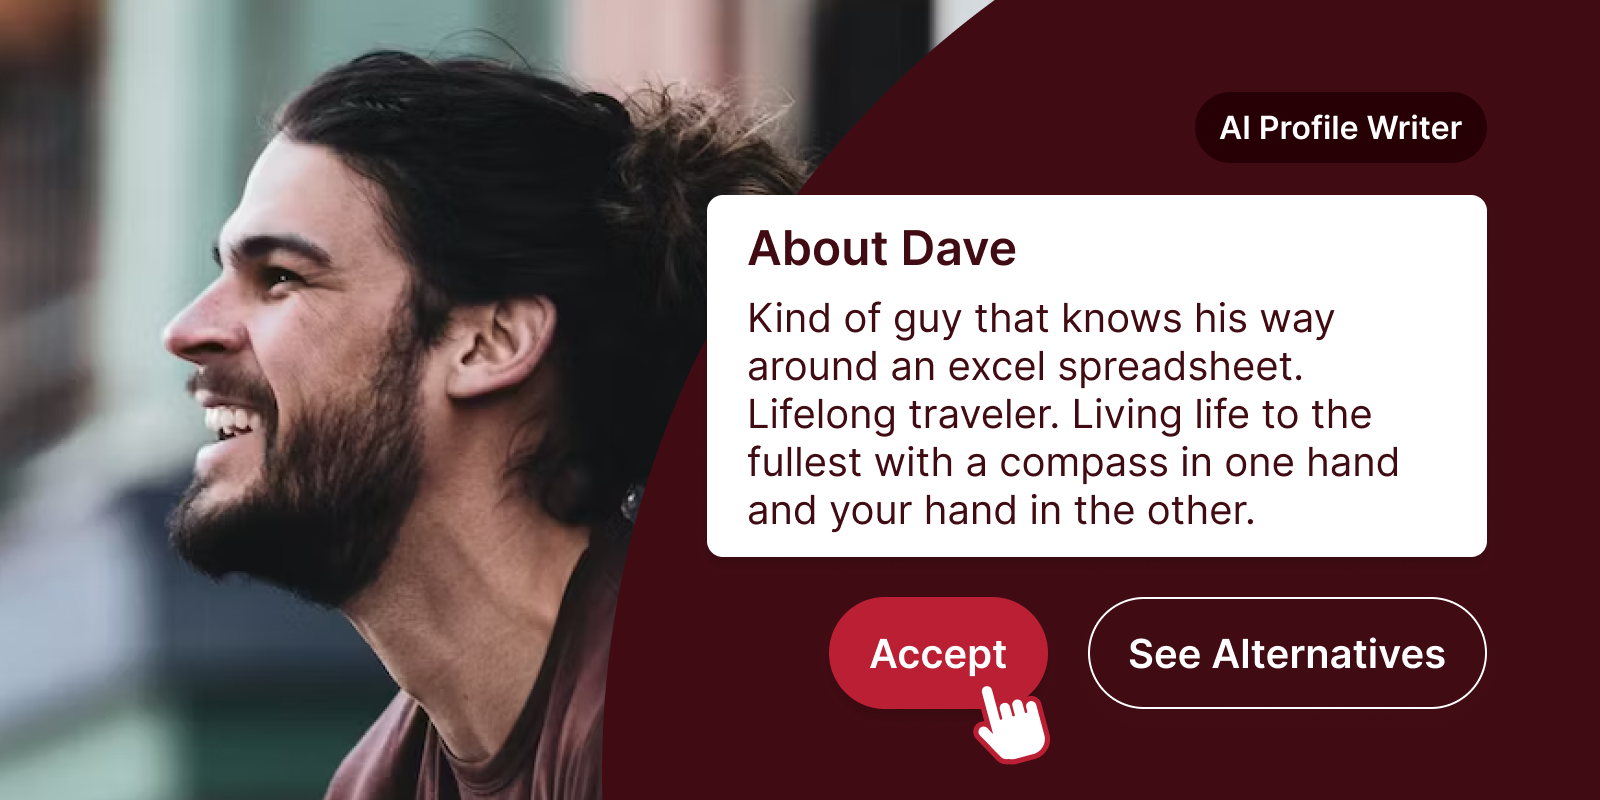 AI Profile Writer
About Dave
Kind of guy that knows his way
around an excel spreadsheet.
Lifelong traveler. Living life to the
fullest with a compass in one hand
and your hand in the other.
Accept
See Alternatives